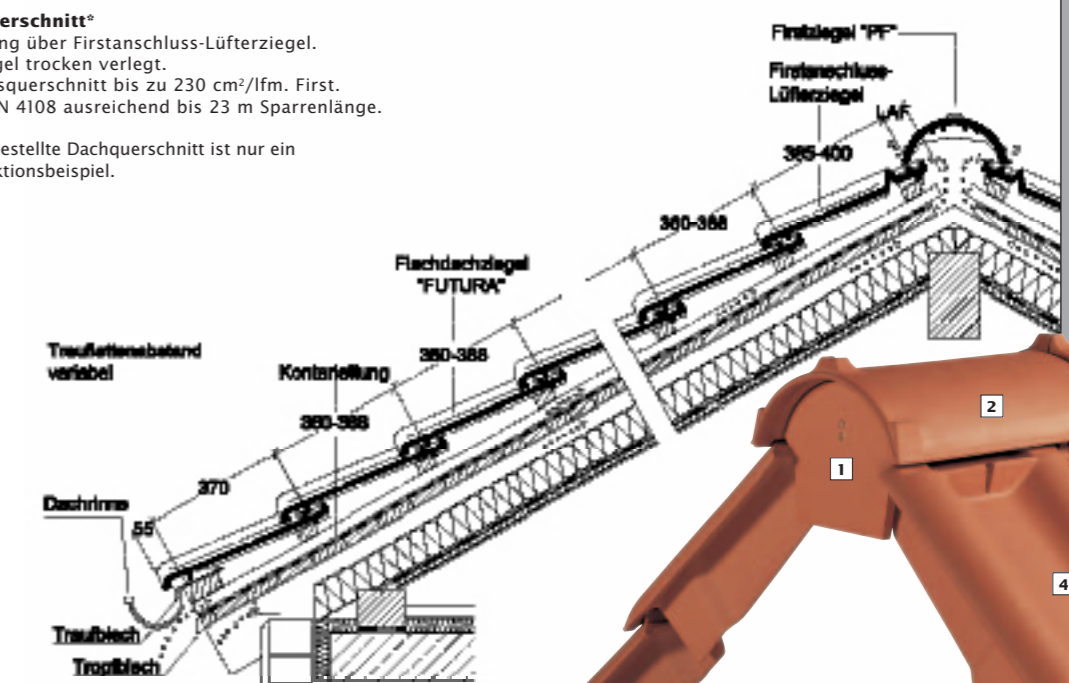 erschnitt*
ng über Firstanschluss-Lüfterziegel.
gel trocken verlegt.
squerschnitt bis zu 230 cm²/lfm. First.
N 4108 ausreichend bis 23 m Sparrenlänge.
estellte Dachquerschnitt ist nur ein
ktionsbeispiel.
Firstziegel "PF"
Firstanschluss-
Lüfterziegel
LAF
385-400
360-388
Flachdachziegel
"FUTURA"
360-388
Trauflattenabstand
variabel
Konterlattung
360-388
370
Dachrinne
55
Traufblech
Tropfblech
1
2
4